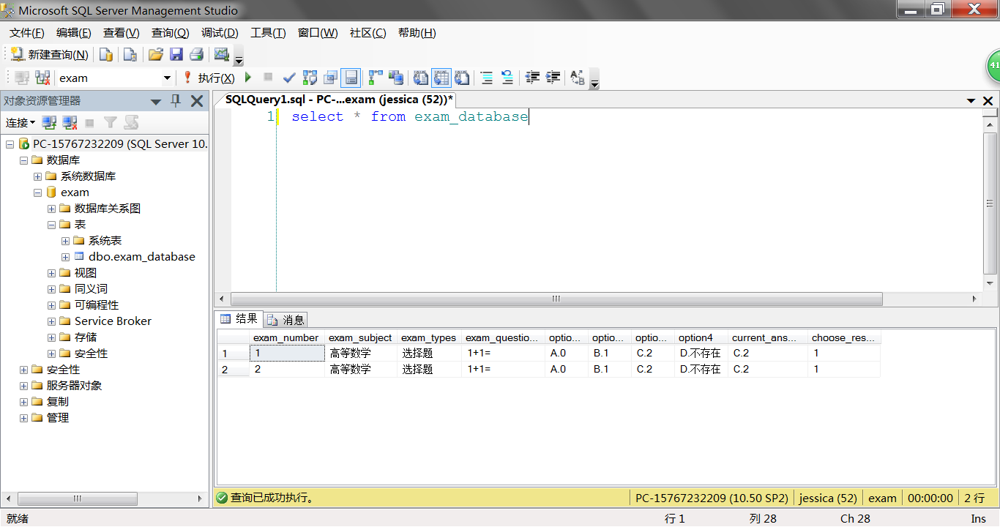 Microsoft SQL Server Management Studio
文件(F) 编辑(E) 查看(V) 查询(Q) 调试(D) 工具(T) 窗口(W) 社区(C) 帮助(H)
新建查询(N)
exam 执行(X)
41
对象资源管理器
连接
PC-15767232209 (SQL Server 10.
数据库
系统数据库
exam
数据库关系图
表
系统表
dbo.exam_database
视图
同义词
可编程性
Service Broker
存储
安全性
安全性
服务器对象
复制
管理
SQLQuery1.sql - PC-...exam (jessica (52))*
1 select * from exam_database
结果 消息
exam_number exam_subject exam_types exam_questio... optio... optio... optio... option4 current_ans... choose_res...
1 1 高等数学 选择题 1+1= A.0 B.1 C.2 D.不存在 C.2 1
2 2 高等数学 选择题 1+1= A.0 B.1 C.2 D.不存在 C.2 1
查询已成功执行。 PC-15767232209 (10.50 SP2) jessica (52) exam 00:00:00 2 行
就绪 行 1 列 28 Ch 28 Ins